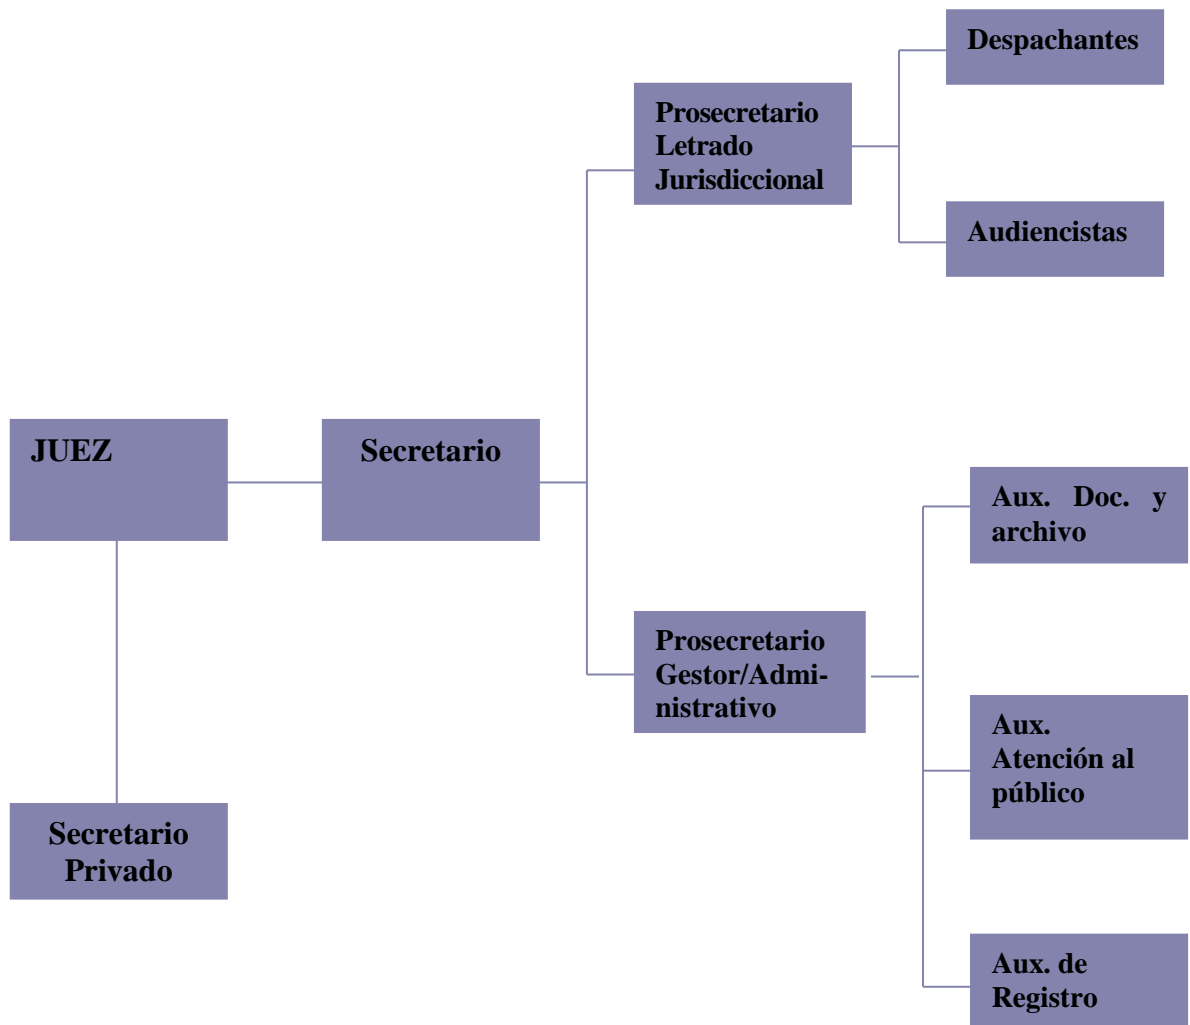 Despachantes
Prosecretario
Letrado
Jurisdiccional
Audiencistas
JUEZ
Secretario
Aux. Doc. y
archivo
Prosecretario
Gestor/Admi-
nistrativo
Aux.
Atención al
público
Secretario
Privado
Aux. de
Registro